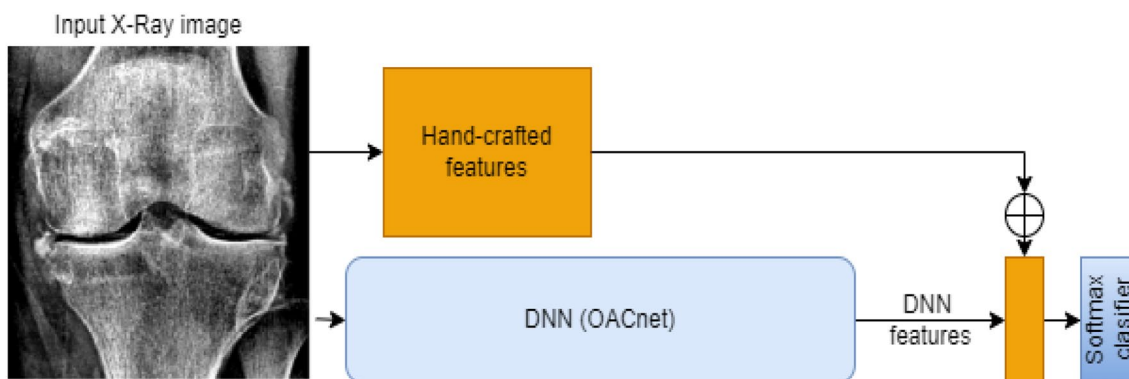 Input X-Ray image
Hand-crafted
features
DNN (OACnet)
DNN
features
Softmax
clasifier